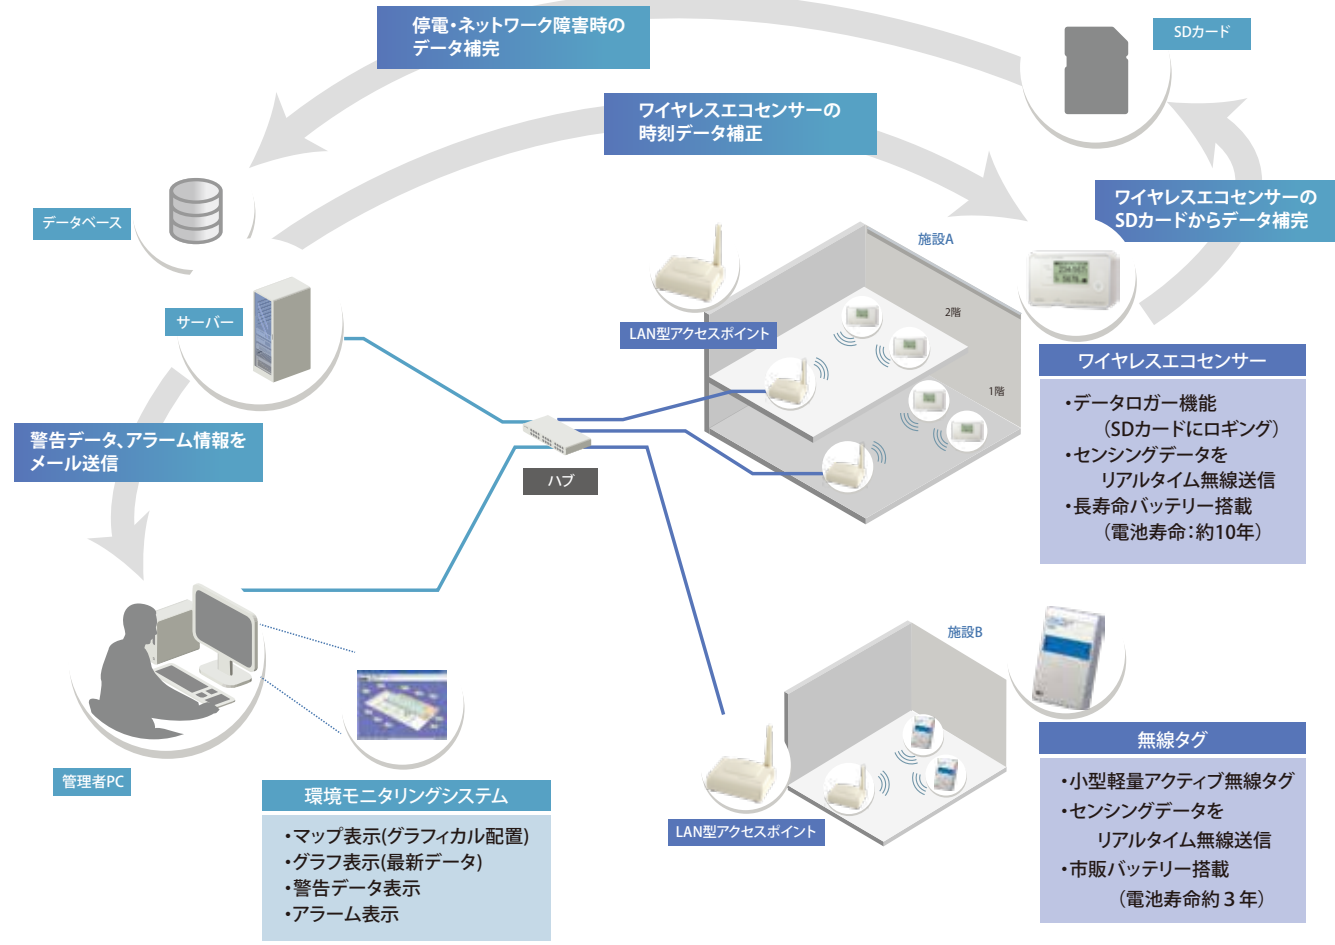 停電・ネットワーク障害時の
データ補完
SDカード
ワイヤレスエコセンサーの
時刻データ補正
ワイヤレスエコセンサーの
SDカードからデータ補完
データベース
施設A
サーバー
LAN型アクセスポイント
2階
1階
ワイヤレスエコセンサー
・データロガー機能
（SDカードにロギング）
・センシングデータを
リアルタイム無線送信
・長寿命バッテリー搭載
（電池寿命：約10年）
警告データ、アラーム情報を
メール送信
ハブ
施設B
無線タグ
・小型軽量アクティブ無線タグ
・センシングデータを
リアルタイム無線送信
・市販バッテリー搭載
（電池寿命約３年）
管理者PC
LAN型アクセスポイント
環境モニタリングシステム
・マップ表示(グラフィカル配置)
・グラフ表示(最新データ)
・警告データ表示
・アラーム表示